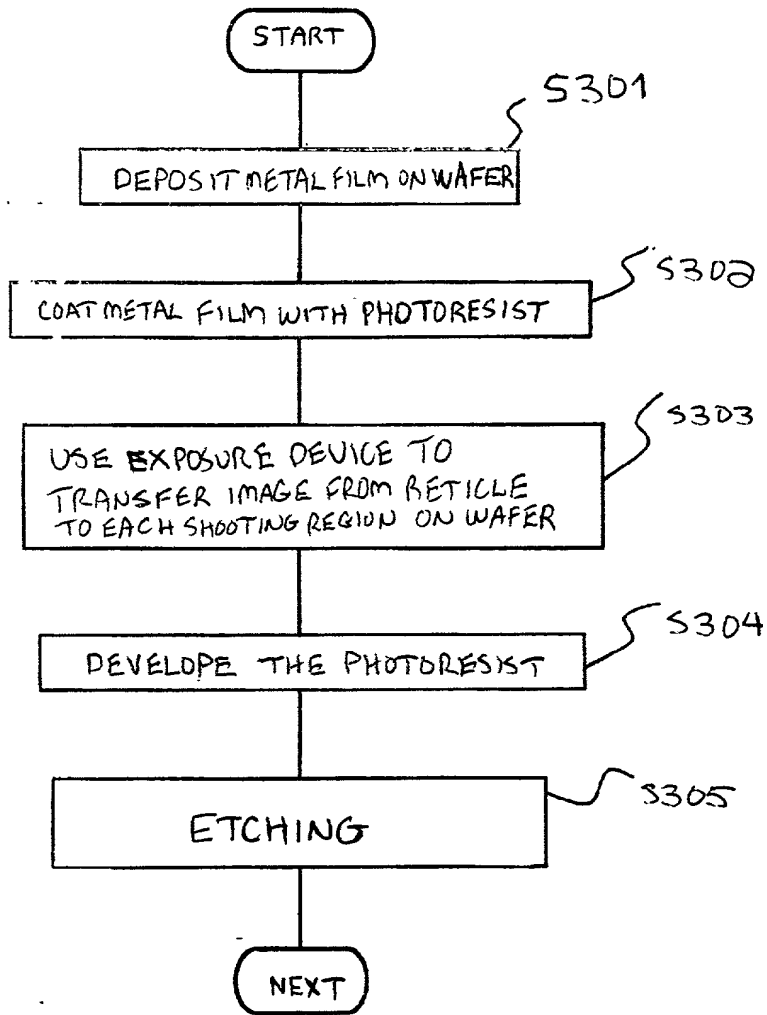 START
S301
DEPOSIT METAL FILM ON WAFER
S302
COAT METAL FILM WITH PHOTORESIST
S303
USE EXPOSURE DEVICE TO
TRANSFER IMAGE FROM RETICLE
TO EACH SHOOTING REGION ON WAFER
S304
DEVELOPE THE PHOTORESIST
S305
ETCHING
NEXT